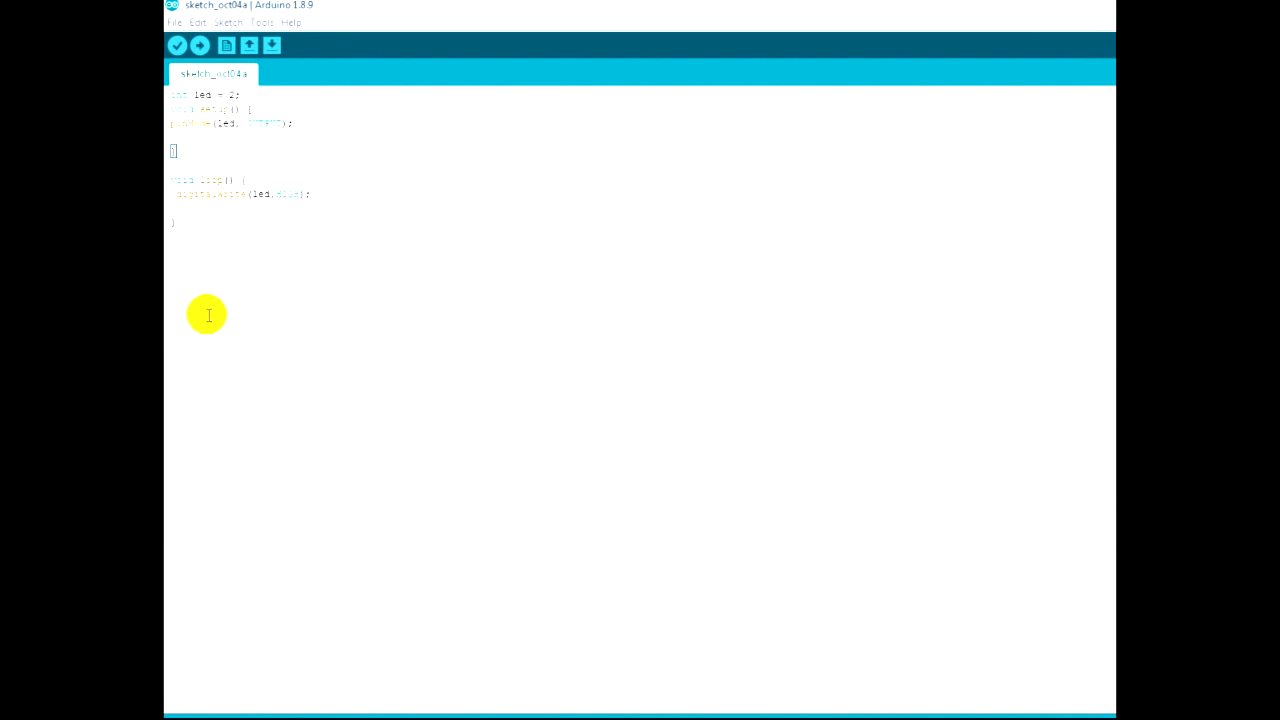 sketch_oct04a | Arduino 1.8.9
File Edit Sketch Tools Help
sketch_oct04a
int led = 2;
void setup() {
pinMode(led, OUTPUT);
}
void loop() {
digitalWrite(led,HIGH);
}